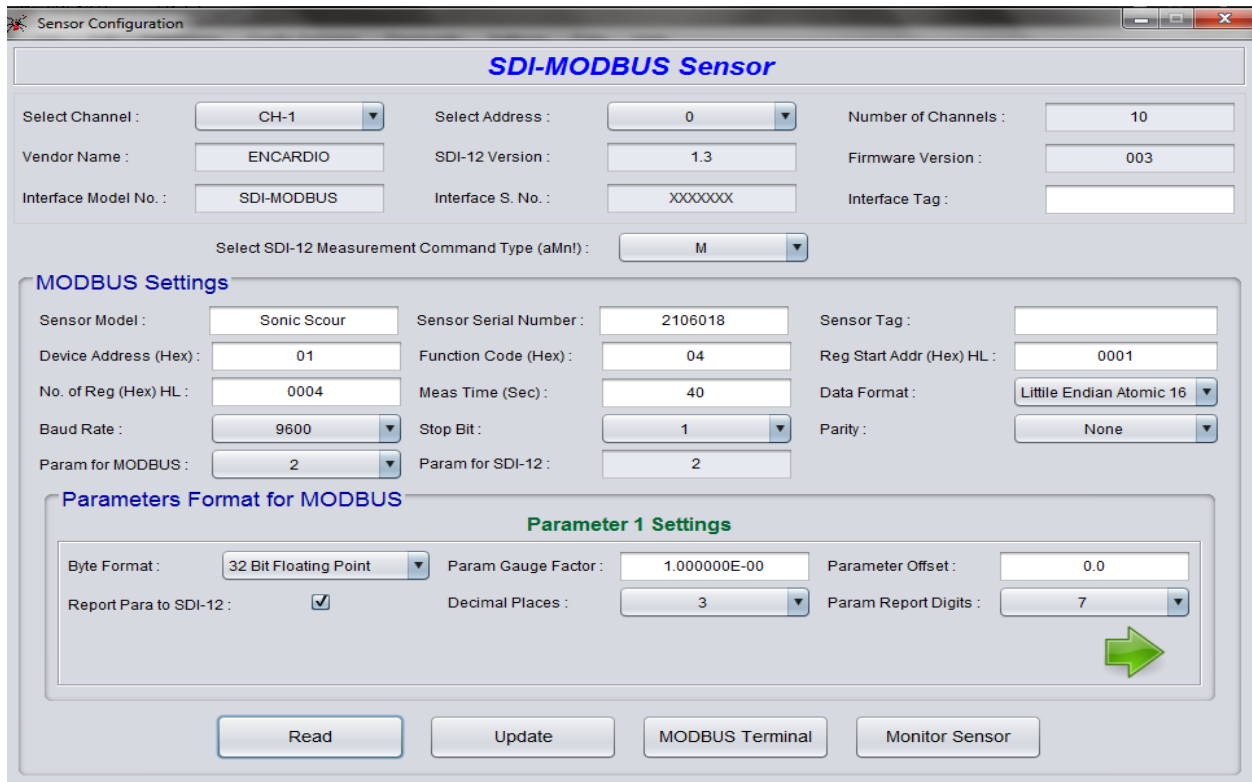 Sensor Configuration
SDI-MODBUS Sensor
Select Channel : CH-1 Select Address : 0 Number of Channels : 10
Vendor Name : ENCARDIO SDI-12 Version : 1.3 Firmware Version : 003
Interface Model No. : SDI-MODBUS Interface S. No. : XXXXXXX Interface Tag :
Select SDI-12 Measurement Command Type (aMn!) : M
MODBUS Settings
Sensor Model : Sonic Scour Sensor Serial Number : 2106018 Sensor Tag :
Device Address (Hex) : 01 Function Code (Hex) : 04 Reg Start Addr (Hex) HL : 0001
No. of Reg (Hex) HL : 0004 Meas Time (Sec) : 40 Data Format : Littile Endian Atomic 16
Baud Rate : 9600 Stop Bit : 1 Parity : None
Param for MODBUS : 2 Param for SDI-12 : 2
Parameters Format for MODBUS
Parameter 1 Settings
Byte Format : 32 Bit Floating Point Param Gauge Factor : 1.000000E-00 Parameter Offset : 0.0
Report Para to SDI-12 : Decimal Places : 3 Param Report Digits : 7
Read Update MODBUS Terminal Monitor Sensor